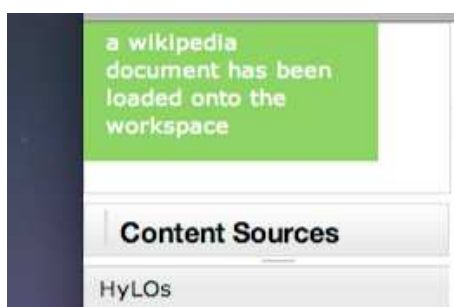 a wikipedia
document has been
loaded onto the
workspace
Content Sources
HyLOs